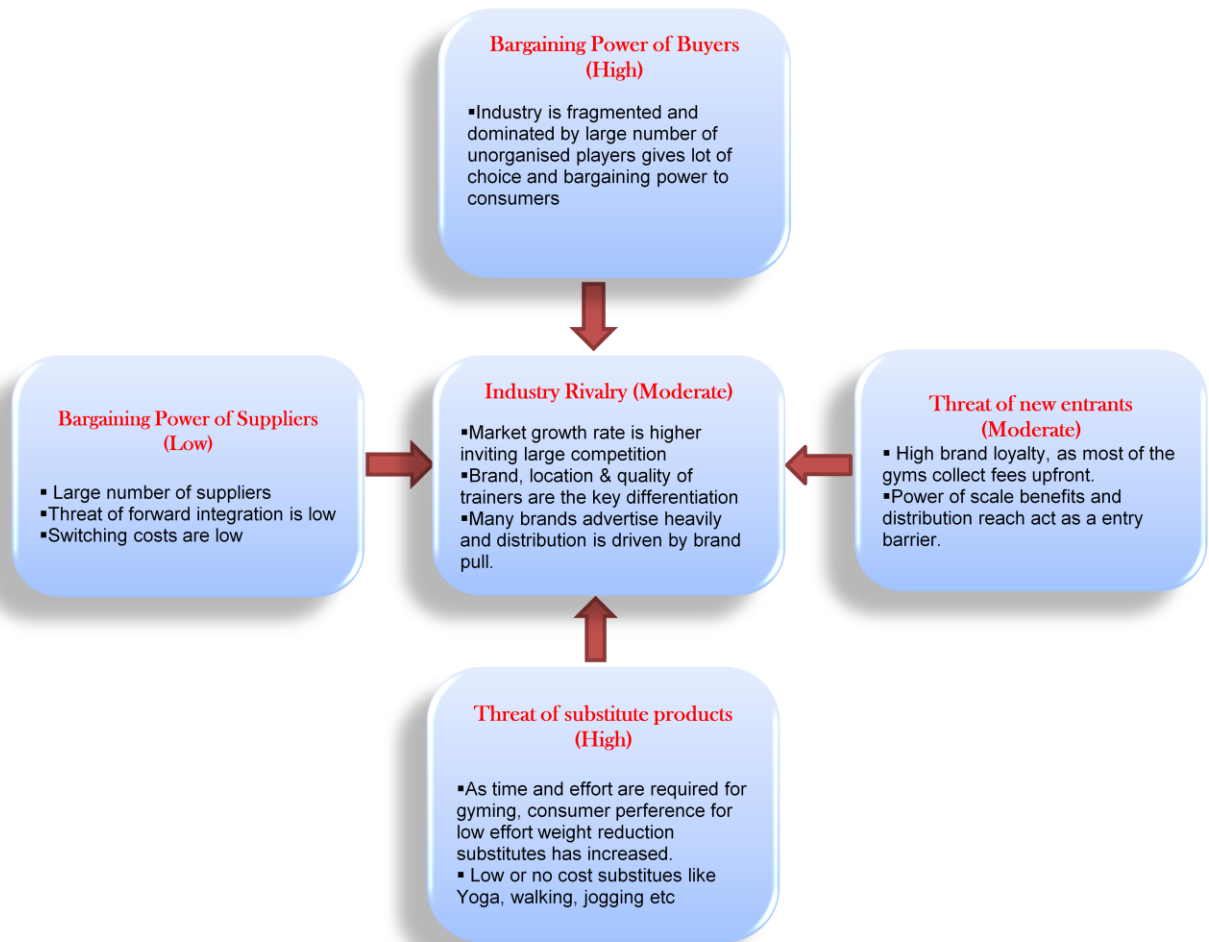 Bargaining Power of Buyers
(High)
▪Industry is fragmented and
dominated by large number of
unorganised players gives lot of
choice and bargaining power to
consumers
Bargaining Power of Suppliers
(Low)
▪ Large number of suppliers
▪Threat of forward integration is low
▪Switching costs are low
Industry Rivalry (Moderate)
▪Market growth rate is higher
inviting large competition
▪Brand, location & quality of
trainers are the key differentiation
▪Many brands advertise heavily
and distribution is driven by brand
pull.
Threat of new entrants
(Moderate)
▪ High brand loyalty, as most of the
gyms collect fees upfront.
▪Power of scale benefits and
distribution reach act as a entry
barrier.
Threat of substitute products
(High)
▪As time and effort are required for
gyming, consumer perference for
low effort weight reduction
substitutes has increased.
▪ Low or no cost substitues like
Yoga, walking, jogging etc